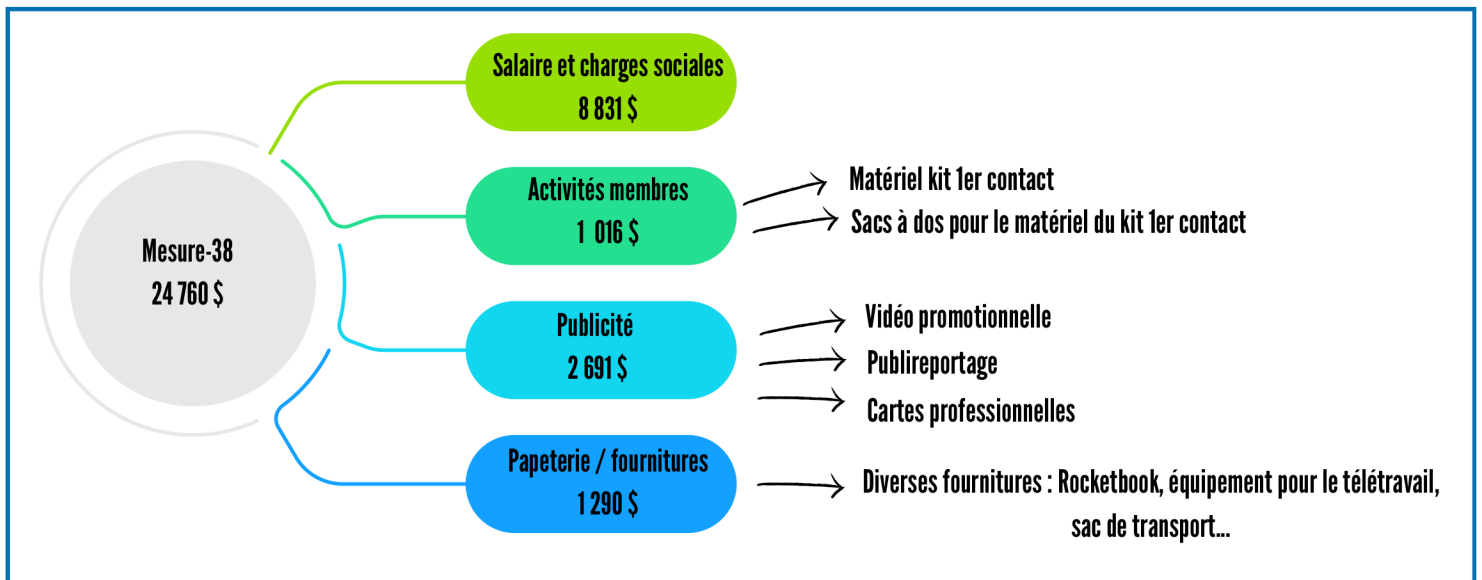 Salaire et charges sociales
8 831 $
Mesure-38
24 760 $
Activités membres
1 016 $
Matériel kit 1er contact
Sacs à dos pour le matériel du kit 1er contact
Publicité
2 691 $
Vidéo promotionnelle
Publireportage
Cartes professionnelles
Papeterie / fournitures
1 290 $
Diverses fournitures : Rocketbook, équipement pour le télétravail,
sac de transport...